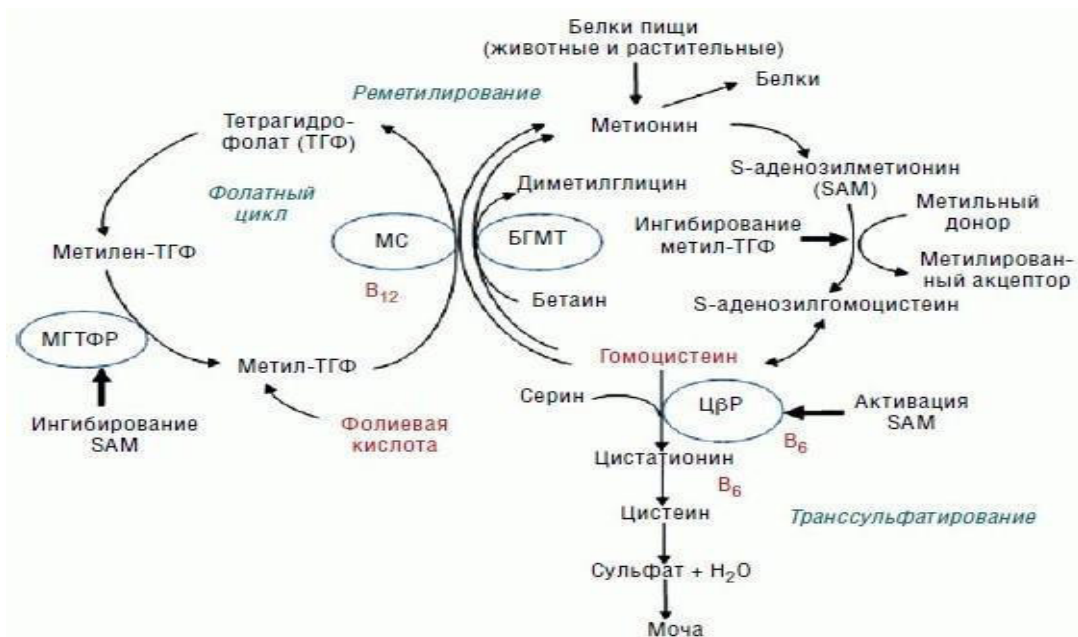 Белки пищи
(животные и растительные)
Белки
Реметилирование
Метионин
Тетрагидро-
фолат (ТГФ)
S-аденозилметионин
(SAM)
Диметилглицин
Фолатный
цикл
Метильный
донор
Ингибирование
метил-ТГФ
МС
БГМТ
Метилен-ТГФ
Метилирован-
ный акцептор
B12
Бетаин
S-аденозилгомоцистеин
МГТФР
Гомоцистеин
Метил-ТГФ
Серин
ЦβР
Активация
SAM
Ингибирование
SAM
Фолиевая
кислота
B6
Цистатионин
B6
Цистеин
Транссульфатирование
Сульфат + H2O
Моча